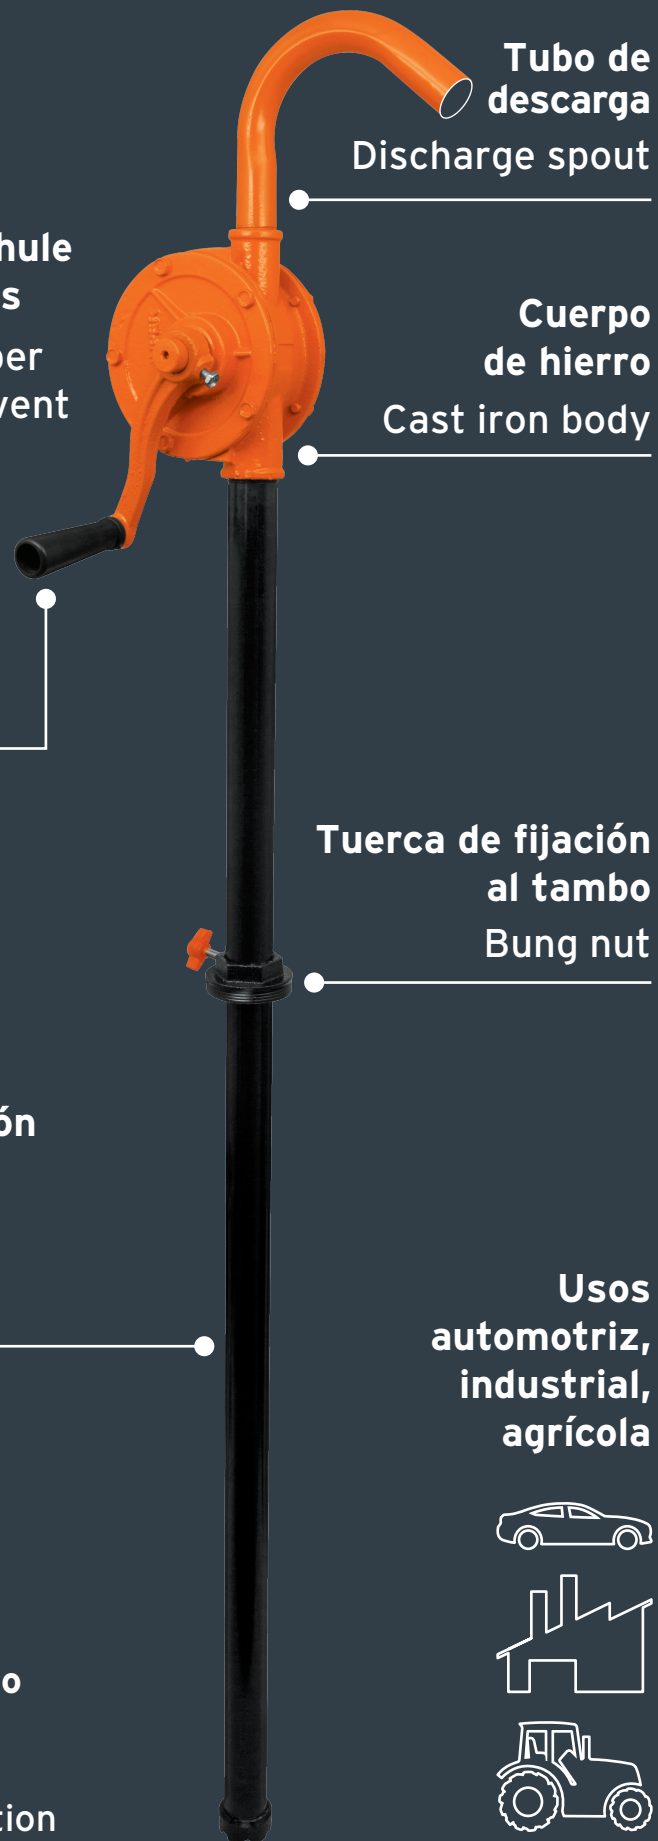 Tubo de
descarga
Discharge spout
hule
s
per
vent
Cuerpo
de hierro
Cast iron body
Tuerca de fijación
al tambo
Bung nut
ón
Usos
automotriz,
industrial,
agrícola
o
tion